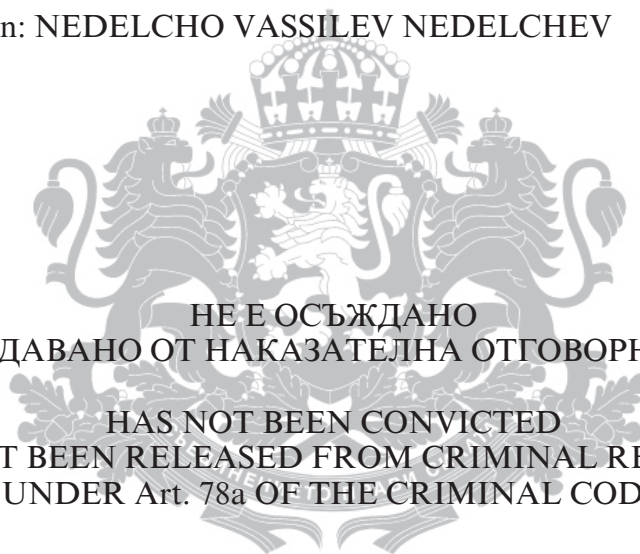 n: NEDELCHO VASSILEV NEDELCHEV
НЕ Е ОСЪЖДАНО
ДАВАНО ОТ НАКАЗАТЕЛНА ОТГОВОРН
HAS NOT BEEN CONVICTED
T BEEN RELEASED FROM CRIMINAL RE
UNDER Art. 78a OF THE CRIMINAL COD